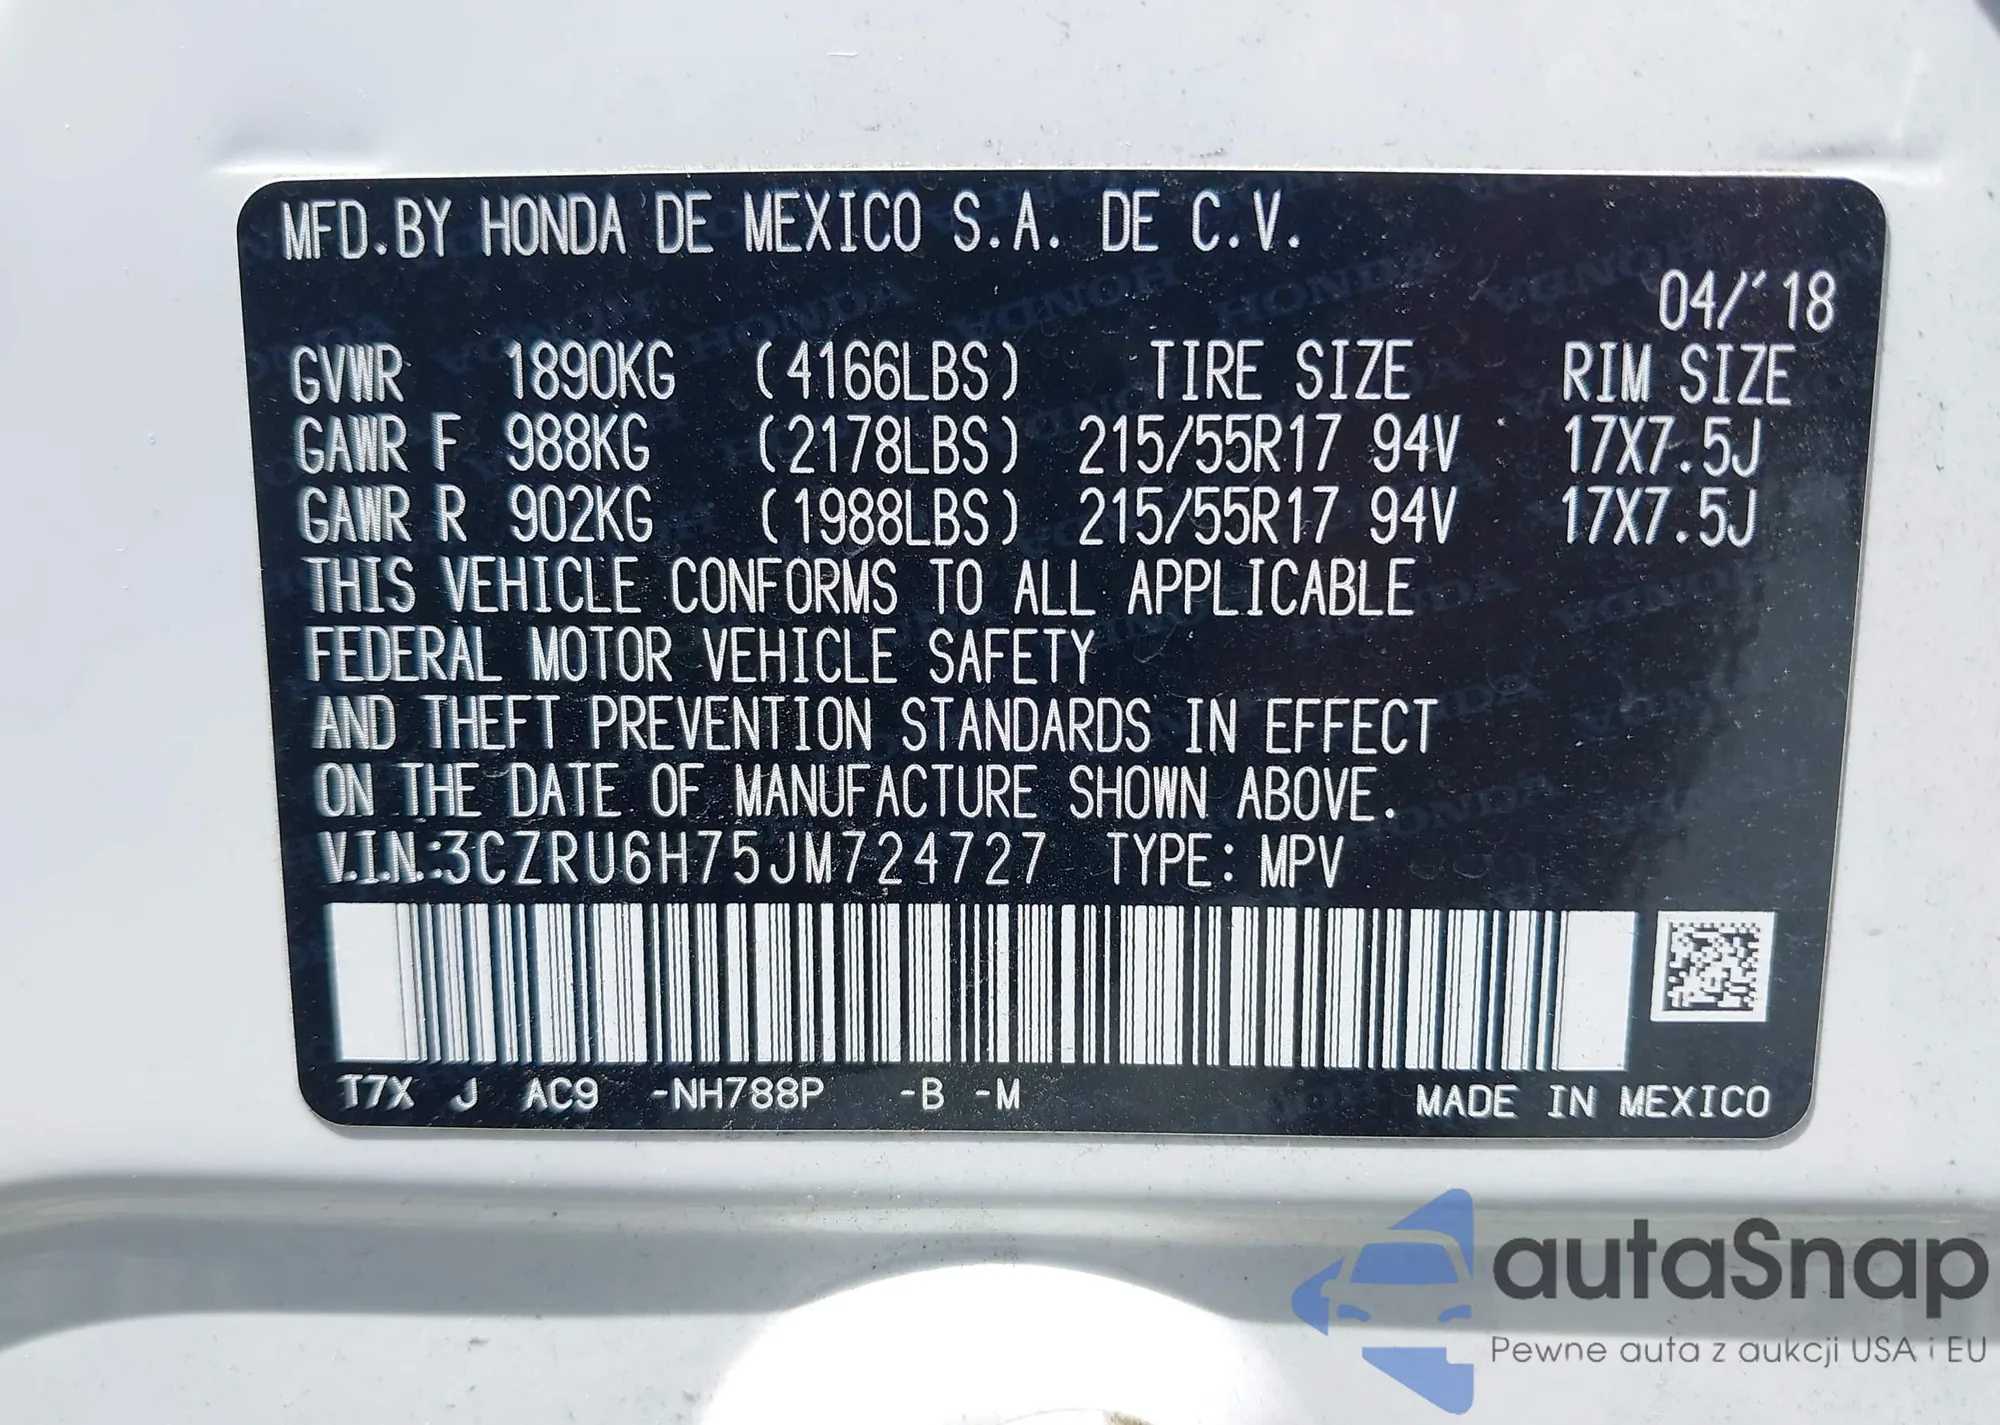 MFD.BY HONDA DE MEXICO S.A. DE C.V.
04/'18
GVWR 1890KG (4166LBS) TIRE SIZE RIM SIZE
GAWR F 988KG (2178LBS) 215/55R17 94V 17X7.5J
GAWR R 902KG (1988LBS) 215/55R17 94V 17X7.5J
THIS VEHICLE CONFORMS TO ALL APPLICABLE
FEDERAL MOTOR VEHICLE SAFETY
AND THEFT PREVENTION STANDARDS IN EFFECT
ON THE DATE OF MANUFACTURE SHOWN ABOVE.
V.I.N.:3CZRU6H75JM724727 TYPE: MPV
T7X J AC9 -NH788P -B -M MADE IN MEXICO
autaSnap
Pewne auta z aukcji USA i EU